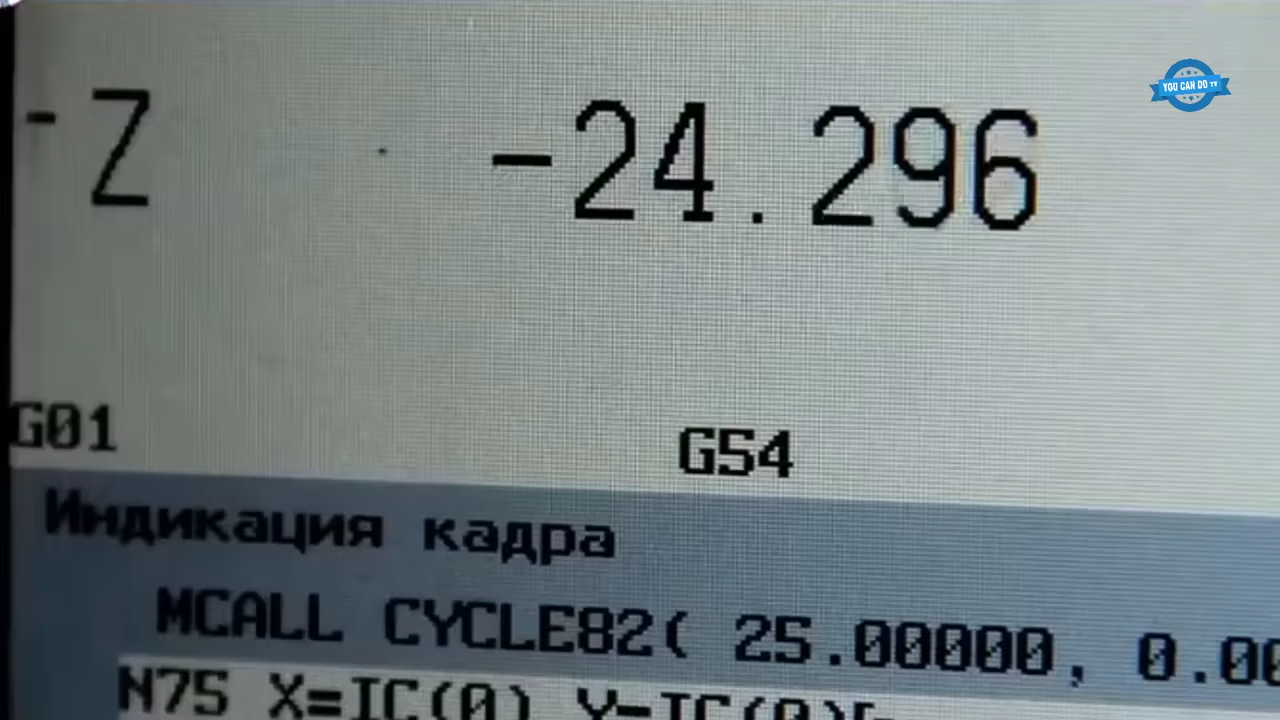 YOU CAN DO TV
-Z -24.296
G01 G54
Индикация кадра
MCALL CYCLE82( 25.00000, 0.00
N75 X=IC(0) Y=IC(0)